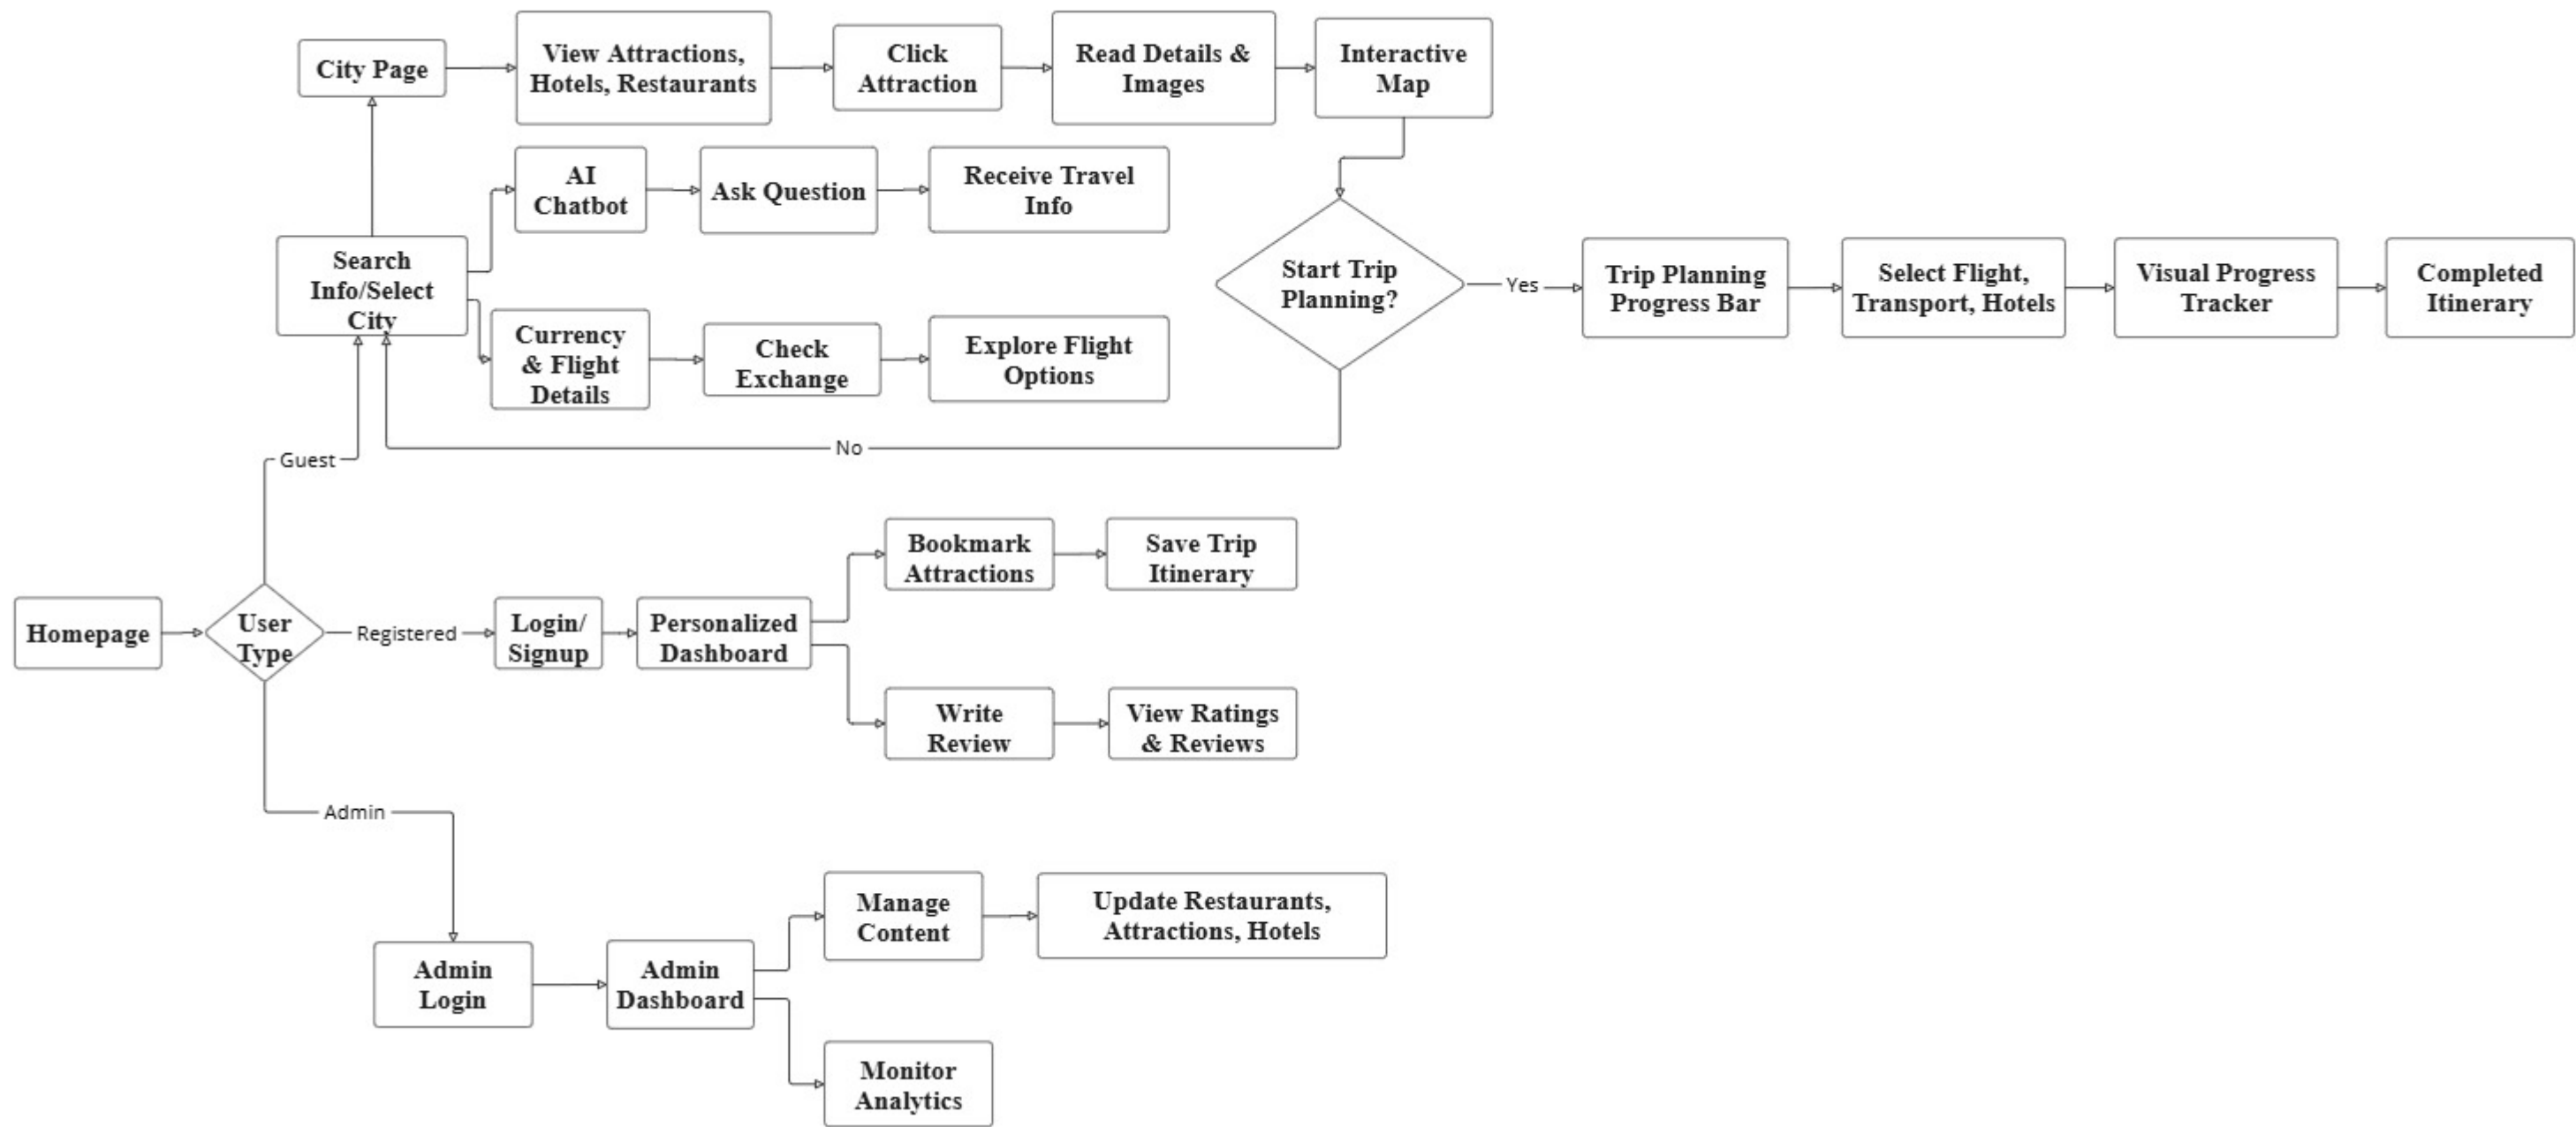 City Page
View Attractions,
Hotels, Restaurants
Click
Attraction
Read Details &
Images
Interactive
Map
AI
Chatbot
Ask Question
Receive Travel
Info
Search
Info/Select
City
Currency
& Flight
Details
Check
Exchange
Explore Flight
Options
Start Trip
Planning?
Yes
Trip Planning
Progress Bar
Select Flight,
Transport, Hotels
Visual Progress
Tracker
Completed
Itinerary
No
Guest
Homepage
User
Type
Registered
Login/
Signup
Personalized
Dashboard
Bookmark
Attractions
Save Trip
Itinerary
Write
Review
View Ratings
& Reviews
Admin
Admin
Login
Admin
Dashboard
Manage
Content
Update Restaurants,
Attractions, Hotels
Monitor
Analytics